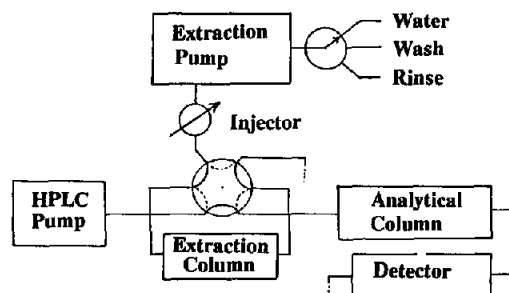 Extraction
Pump
Water
Wash
Rinse
Injector
HPLC
Pump
Extraction
Column
Analytical
Column
Detector